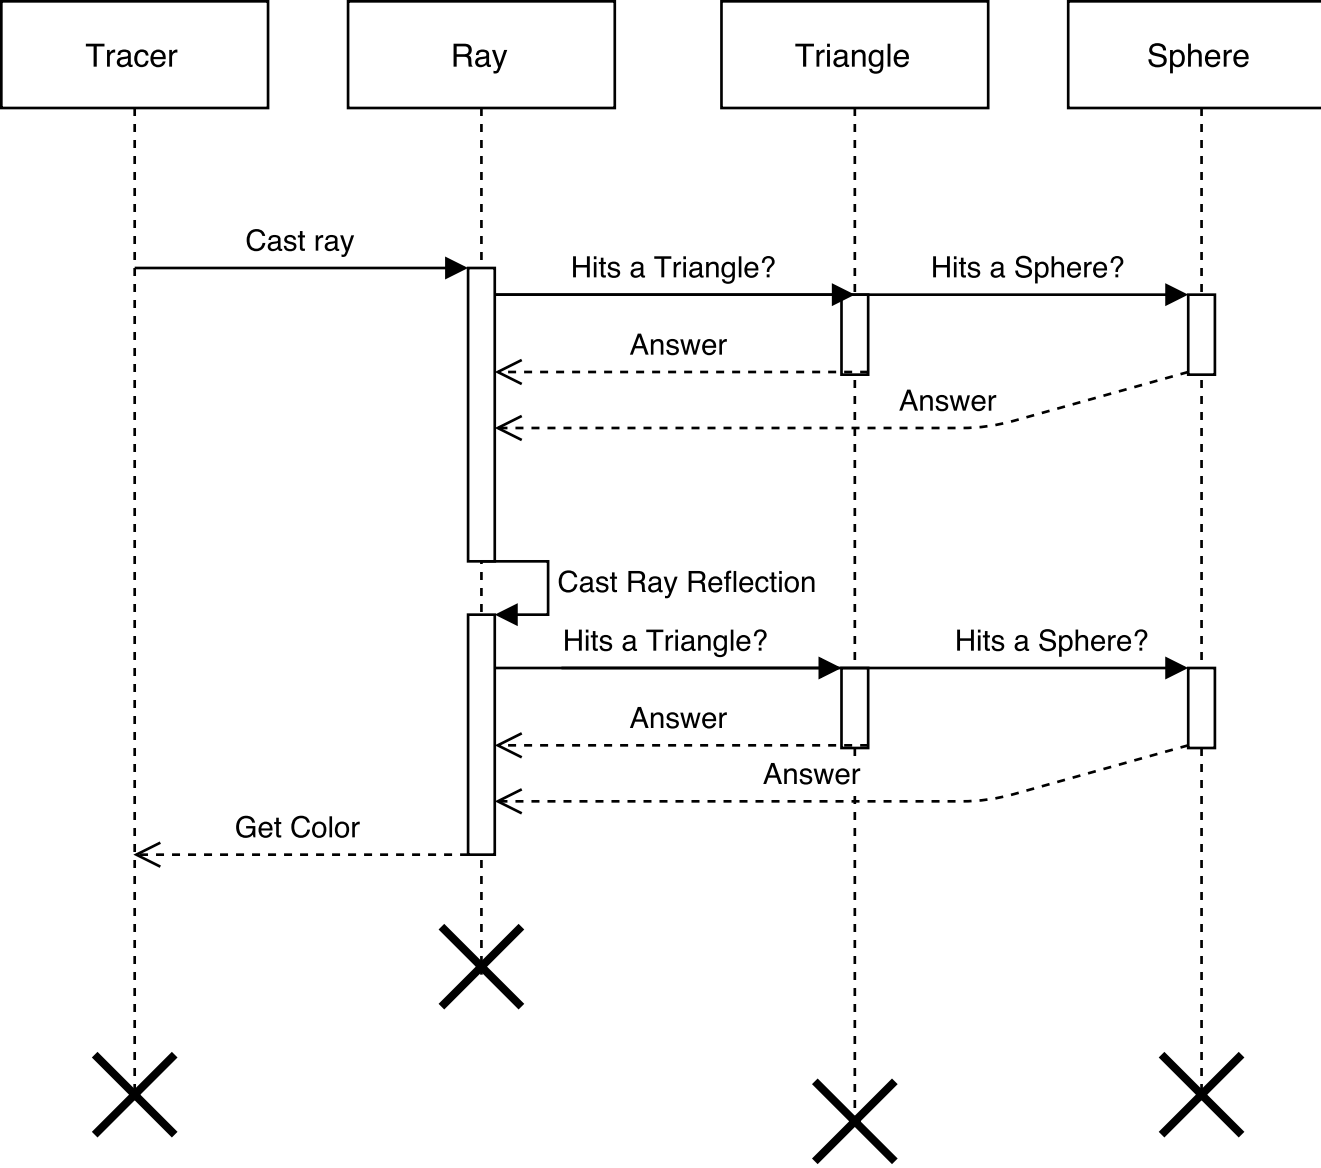 Tracer
Ray
Triangle
Sphere
Cast ray
Hits a Triangle?
Hits a Sphere?
Answer
Answer
Cast Ray Reflection
Hits a Triangle?
Hits a Sphere?
Answer
Answer
Get Color